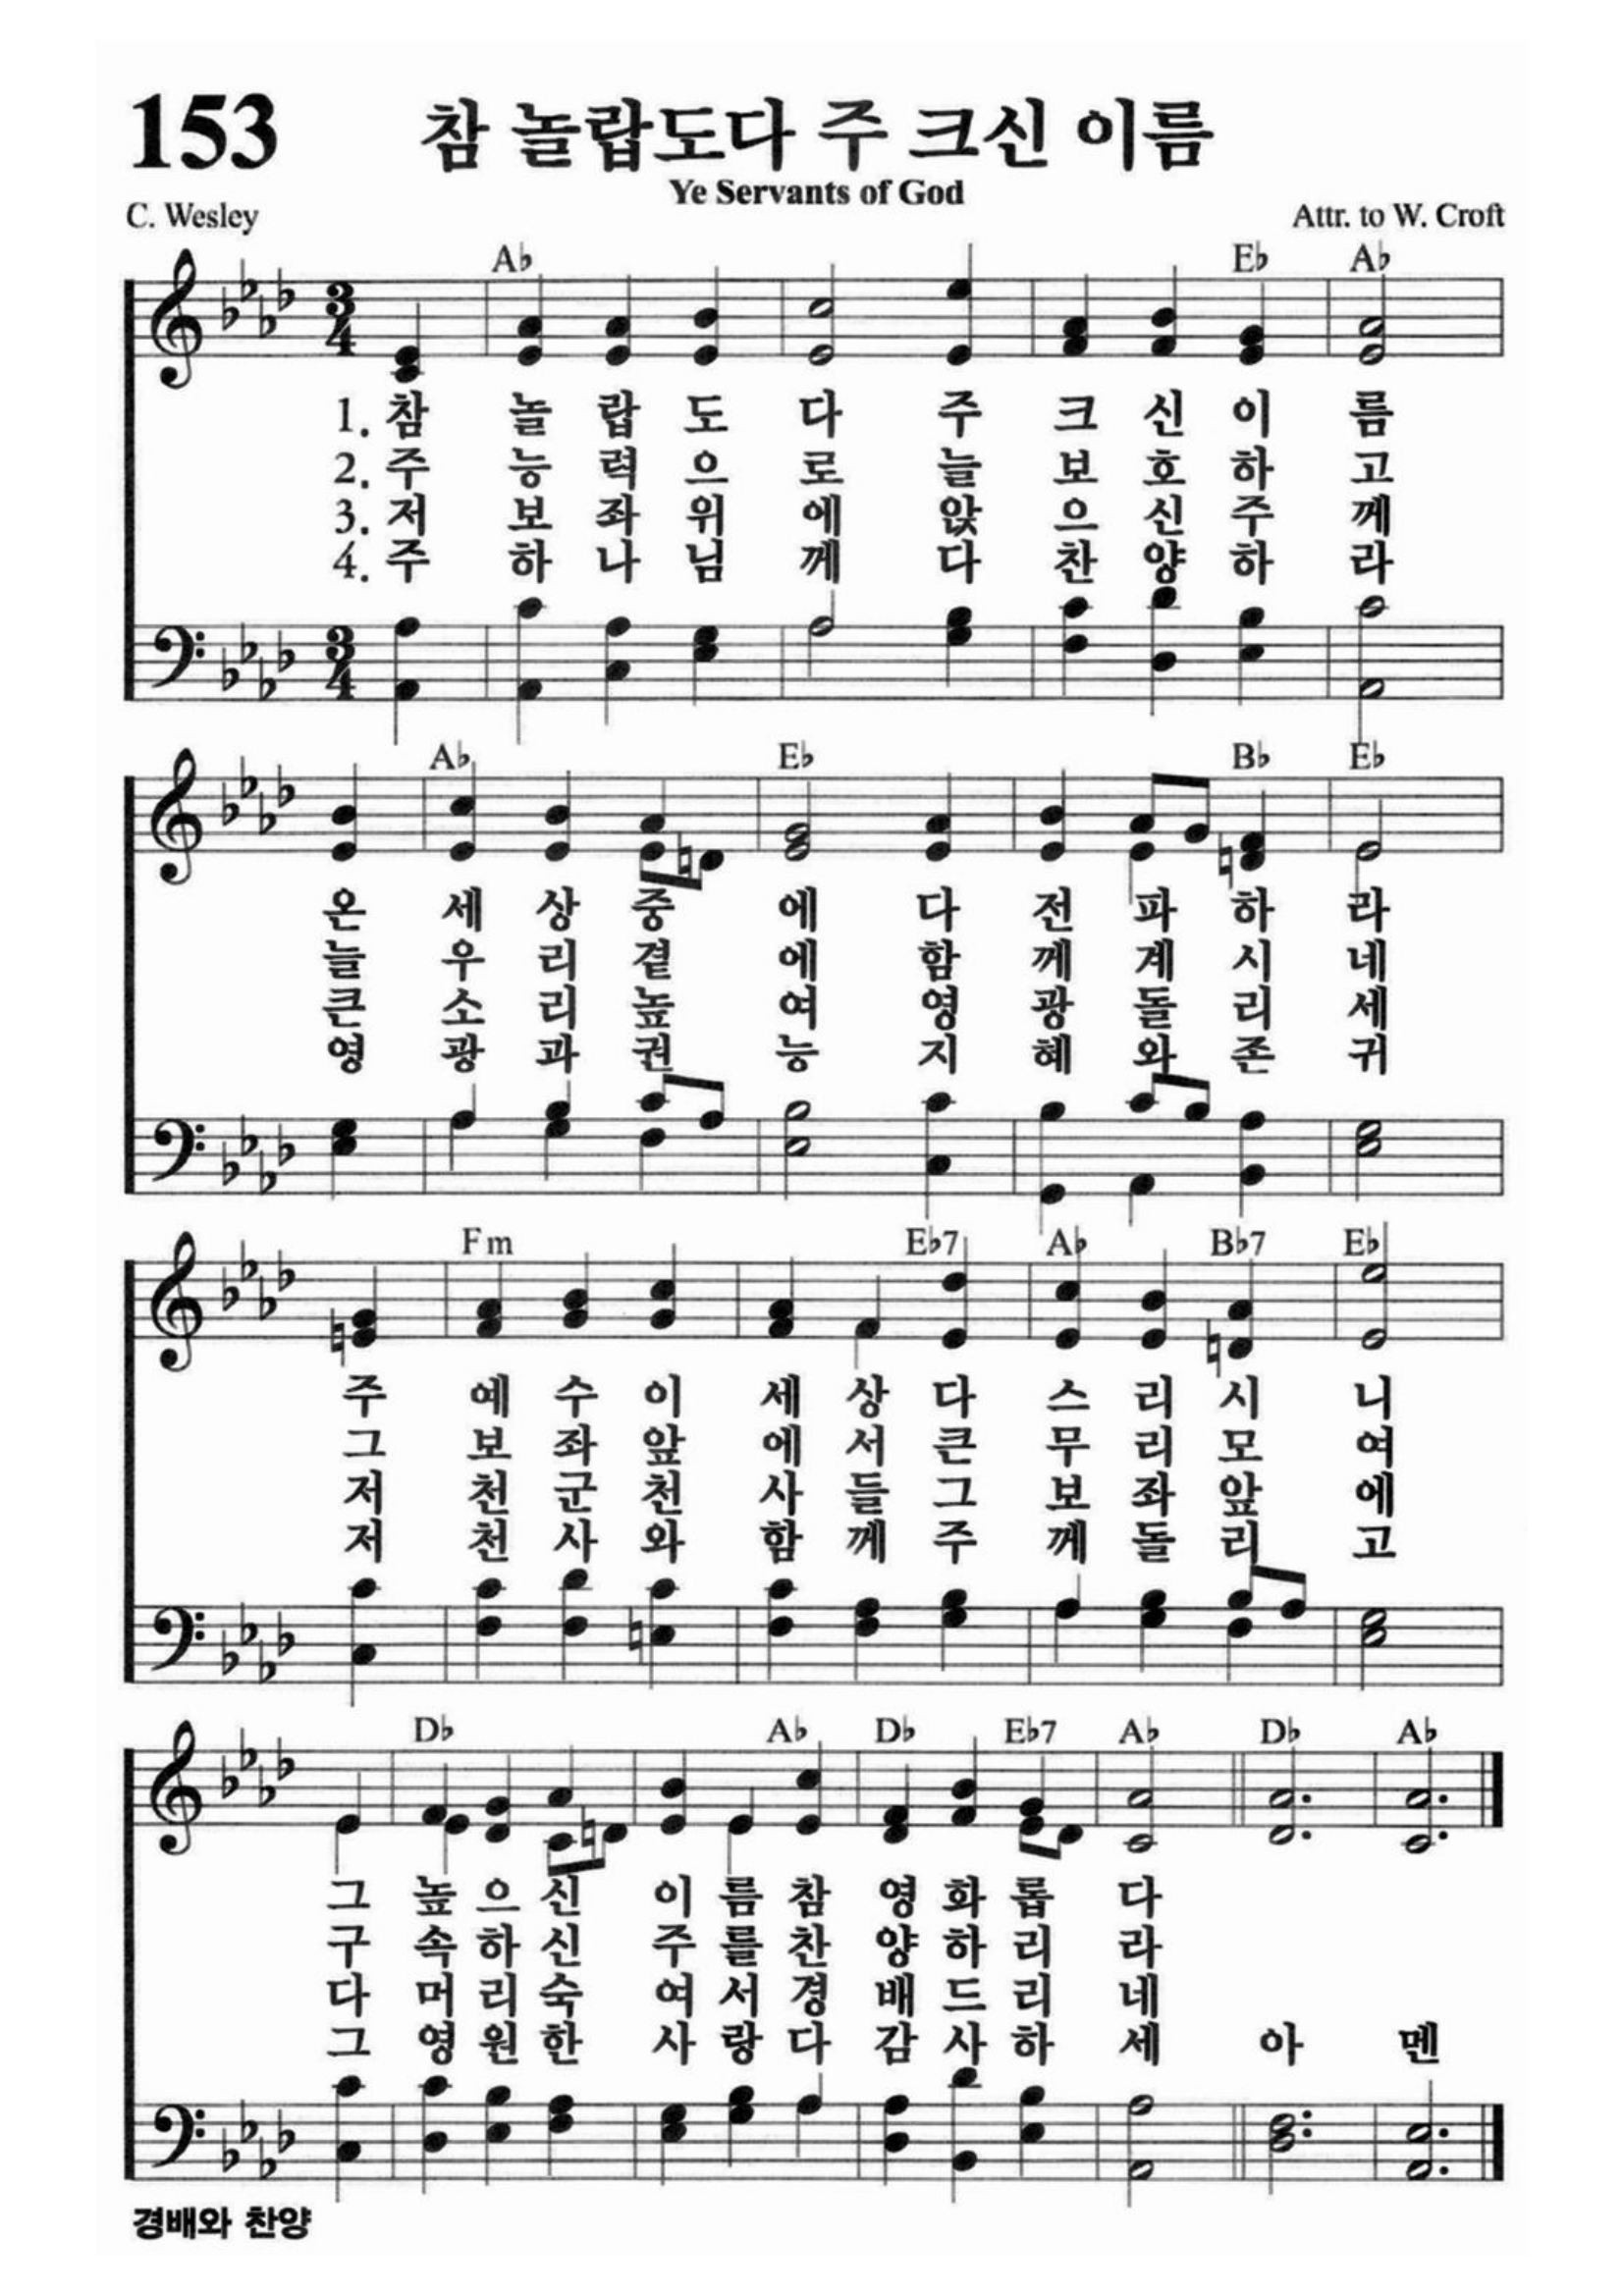 153
참 놀랍도다 주 크신 이름
Ye Servants of God
C. Wesley
Attr. to W. Croft
A♭ E♭ A♭
3/4
1. 참 놀 랍 도 다 주 크 신 이 름
2. 주 능 력 으 로 늘 보 호 하 고
3. 저 보 좌 위 에 앉 으 신 주 께
4. 주 하 나 님 께 다 찬 양 하 라
3/4
A♭ E♭ B♭ E♭
온 세 상 중 에 다 전 파 하 라
늘 우 리 곁 에 함 께 계 시 네
큰 소 리 높 여 영 광 돌 리 세
영 광 과 권 능 지 혜 와 존 귀
Fm E♭7 A♭ B♭7 E♭
주 예 수 이 세 상 다 스 리 시 니
그 보 좌 앞 에 서 큰 무 리 모 여
저 천 군 천 사 들 그 보 좌 앞 에
저 천 사 와 함 께 주 께 돌 리 고
D♭ A♭ D♭ E♭7 A♭ D♭ A♭
그 높 으 신 이 름 참 영 화 롭 다
구 속 하 신 주 를 찬 양 하 리 라
다 머 리 숙 여 서 경 배 드 리 네
그 영 원 한 사 랑 다 감 사 하 세 아 멘
경배와 찬양